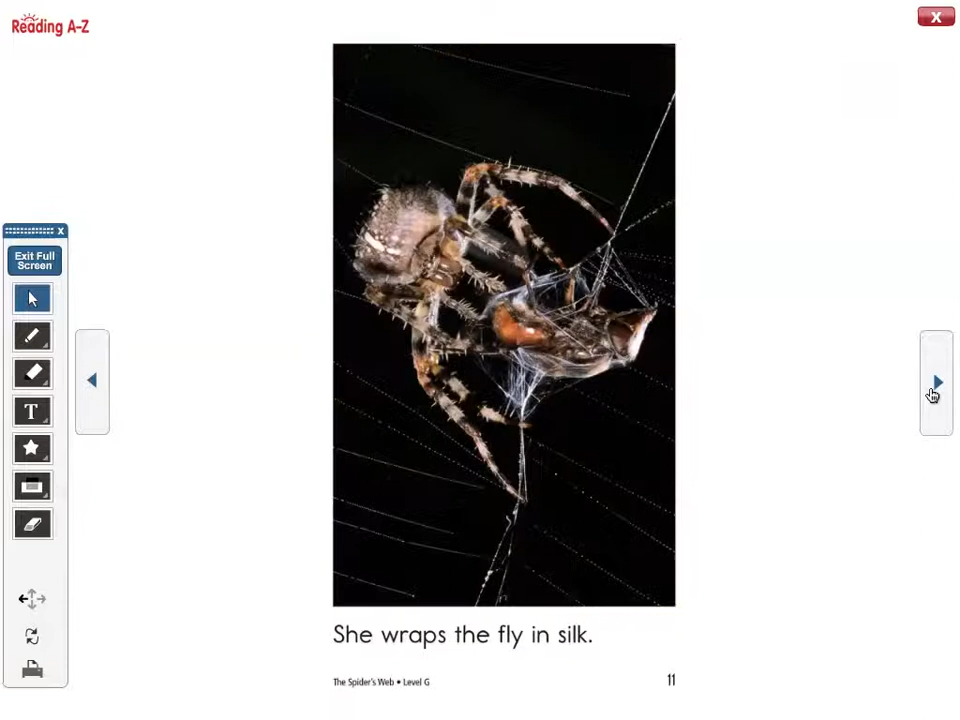 Reading A-Z
X
x
Exit Full
Screen
T
She wraps the fly in silk.
The Spider's Web • Level G
11